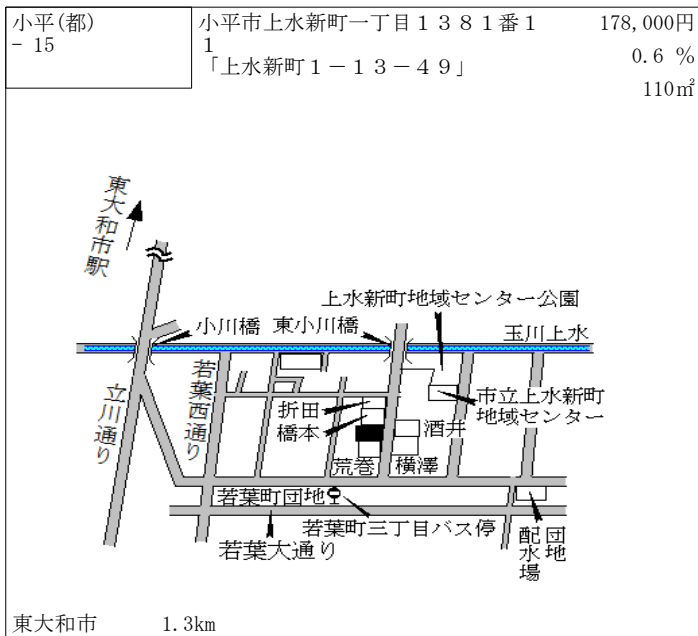 小平(都)
- 15
小平市上水新町一丁目1381番1
1
「上水新町1-13-49」
178,000円
0.6 %
110㎡
東大和市駅
上水新町地域センター公園
小川橋
東小川橋
玉川上水
立川通り
若葉西通り
折田
橋本
市立上水新町
地域センター
酒井
荒巻
横澤
若葉町団地
若葉町三丁目バス停
若葉大通り
団地
配水場
東大和市
1.3km